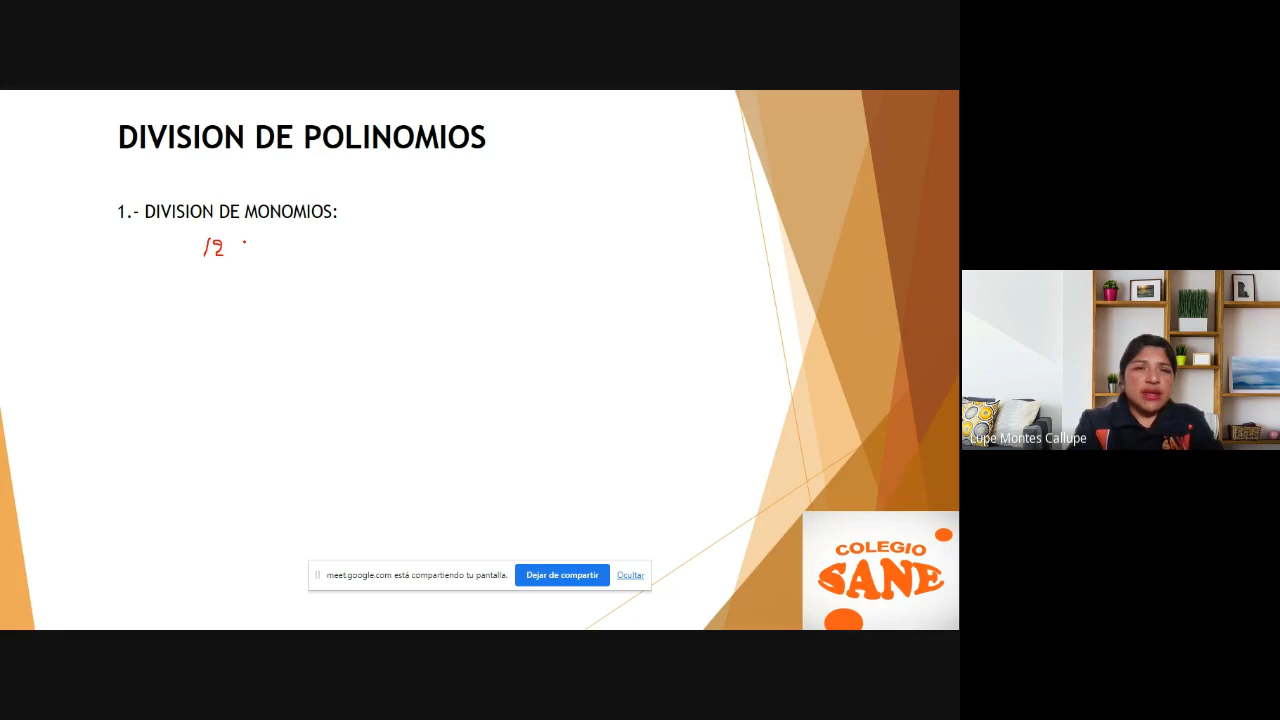 DIVISION DE POLINOMIOS
1.- DIVISION DE MONOMIOS:
12
meet.google.com está compartiendo tu pantalla. Dejar de compartir Ocultar
COLEGIO
SANE
Lupe Montes Callupe